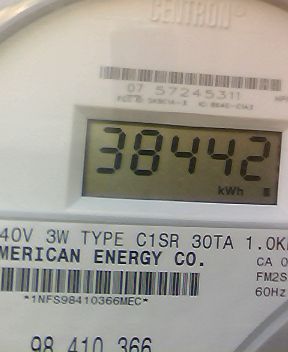 CENTRON®
07 57245311
38442
kWh
40V 3W TYPE C1SR 30TA 1.0K
MERICAN ENERGY CO.
CA 0
FM2S
*1NFS98410366MEC*
60Hz
98 410 366